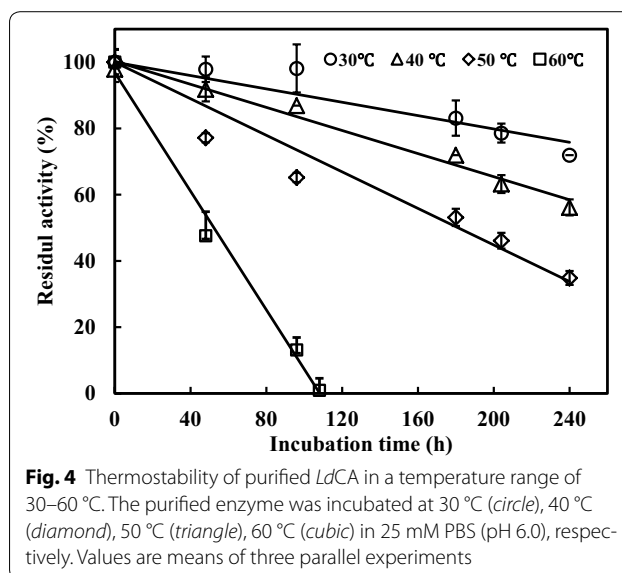 30℃ 40 ℃ 50 ℃ 60℃
100
80
60
40
20
0
Residul activity (%)
0 40 80 120 160 200 240
Incubation time (h)
Fig. 4 Thermostability of purified LdCA in a temperature range of
30–60 °C. The purified enzyme was incubated at 30 °C (circle), 40 °C
(diamond), 50 °C (triangle), 60 °C (cubic) in 25 mM PBS (pH 6.0), respec-
tively. Values are means of three parallel experiments